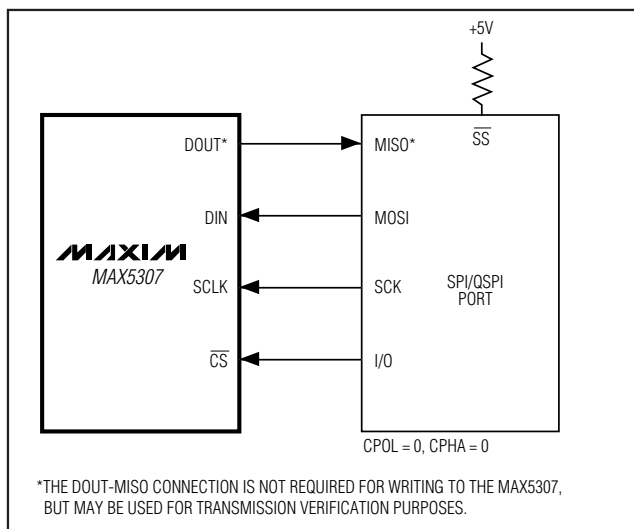 +5V
DOUT* MISO* SS
DIN MOSI
MAXIM
MAX5307
SCLK SCK SPI/QSPI
PORT
CS I/O
CPOL = 0, CPHA = 0
*THE DOUT-MISO CONNECTION IS NOT REQUIRED FOR WRITING TO THE MAX5307,
BUT MAY BE USED FOR TRANSMISSION VERIFICATION PURPOSES.